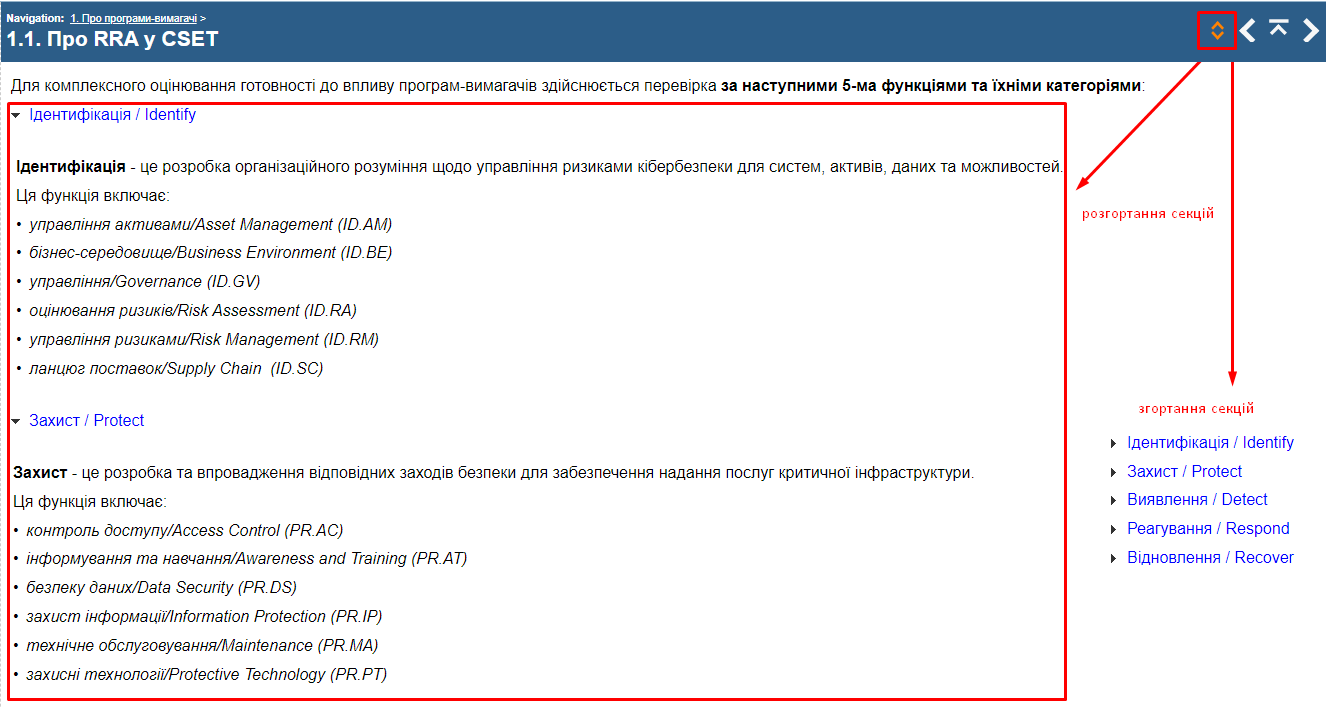 Navigation: 1. Про програми-вимагачі >
1.1. Про RRA у CSET
Для комплексного оцінювання готовності до впливу програм-вимагачів здійснюється перевірка за наступними 5-ма функціями та їхніми категоріями:
Ідентифікація / Identify
Ідентифікація - це розробка організаційного розуміння щодо управління ризиками кібербезпеки для систем, активів, даних та можливостей.
Ця функція включає:
• управління активами/Asset Management (ID.AM)
• бізнес-середовище/Business Environment (ID.BE)
• управління/Governance (ID.GV)
• оцінювання ризиків/Risk Assessment (ID.RA)
• управління ризиками/Risk Management (ID.RM)
• ланцюг поставок/Supply Chain (ID.SC)
Захист / Protect
Захист - це розробка та впровадження відповідних заходів безпеки для забезпечення надання послуг критичної інфраструктури.
Ця функція включає:
• контроль доступу/Access Control (PR.AC)
• інформування та навчання/Awareness and Training (PR.AT)
• безпеку даних/Data Security (PR.DS)
• захист інформації/Information Protection (PR.IP)
• технічне обслуговування/Maintenance (PR.MA)
• захисні технології/Protective Technology (PR.PT)
розгортання секцій
згортання секцій
Ідентифікація / Identify
Захист / Protect
Виявлення / Detect
Реагування / Respond
Відновлення / Recover